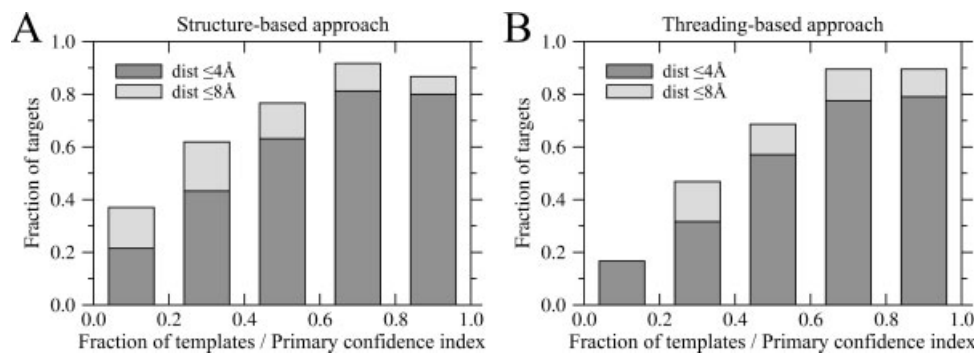 A Structure-based approach
Fraction of targets
1.0
0.8
0.6
0.4
0.2
0.0
dist ≤4Å
dist ≤8Å
0.0 0.2 0.4 0.6 0.8 1.0
Fraction of templates / Primary confidence index
B Threading-based approach
Fraction of targets
1.0
0.8
0.6
0.4
0.2
0.0
dist ≤4Å
dist ≤8Å
0.0 0.2 0.4 0.6 0.8 1.0
Fraction of templates / Primary confidence index